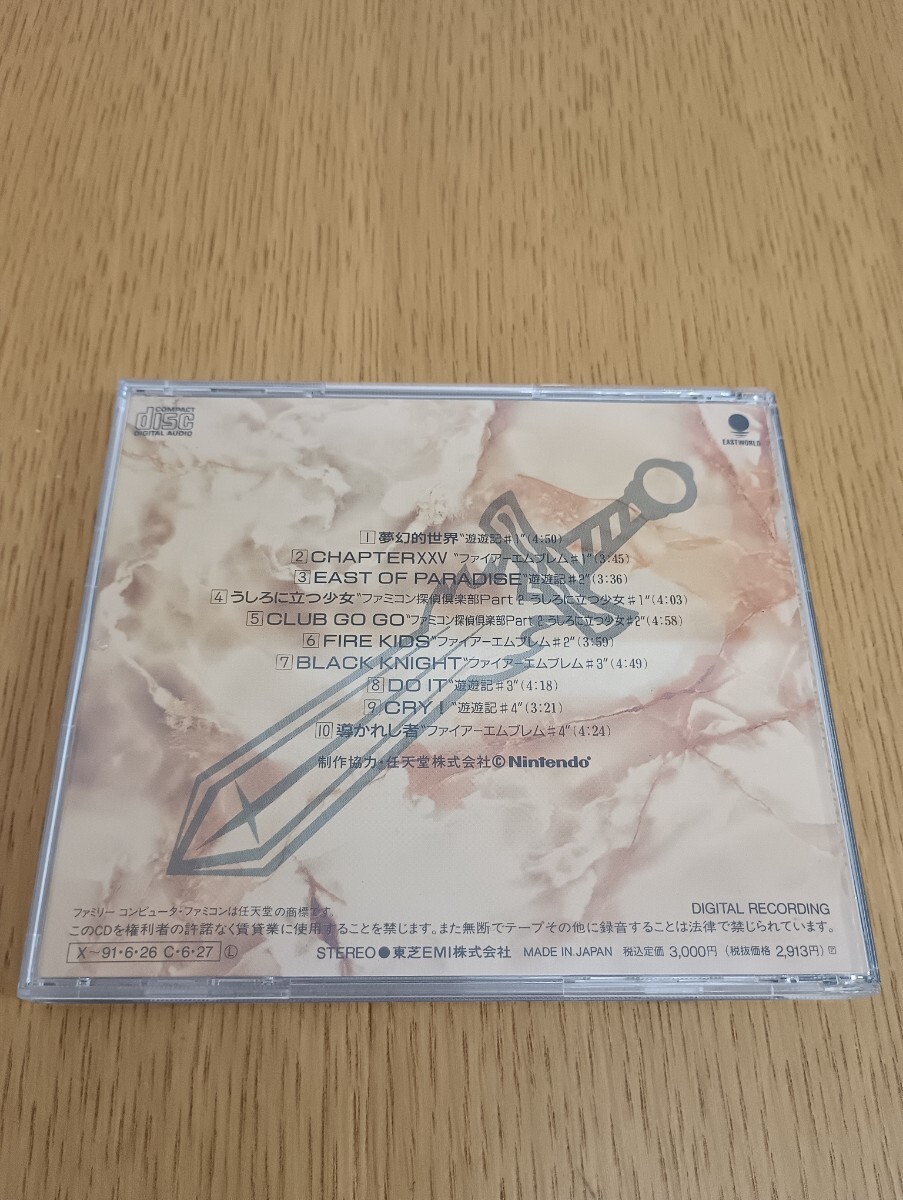 COMPACT
disc
DIGITAL AUDIO
EASTWORLD
1 夢幻的世界"遊遊記♯1"(4:50)
2 CHAPTERXXV "ファイアーエムブレム♯1"(3:45)
3 EAST OF PARADISE"遊遊記♯2"(3:36)
4 うしろに立つ少女"ファミコン探偵倶楽部Part 2 うしろに立つ少女♯1"(4:03)
5 CLUB GO GO"ファミコン探偵倶楽部Part 2 うしろに立つ少女♯2"(4:58)
6 FIRE KIDS"ファイアーエムブレム♯2"(3:59)
7 BLACK KNIGHT"ファイアーエムブレム♯3"(4:49)
8 DO IT"遊遊記♯3"(4:18)
9 CRY I "遊遊記♯4"(3:21)
10 導かれし者"ファイアーエムブレム♯4"(4:24)
制作協力・任天堂株式会社©Nintendo®
DIGITAL RECORDING
ファミリー コンピュータ・ファミコンは任天堂の商標です。
このCDを権利者の許諾なく賃貸業に使用することを禁じます。また無断でテープその他に録音することは法律で禁じられています。
X〜91・6・26 C・6・27 Ⓛ STEREO●東芝EMI株式会社 MADE IN JAPAN 税込定価 3,000円 (税抜価格 2,913円)